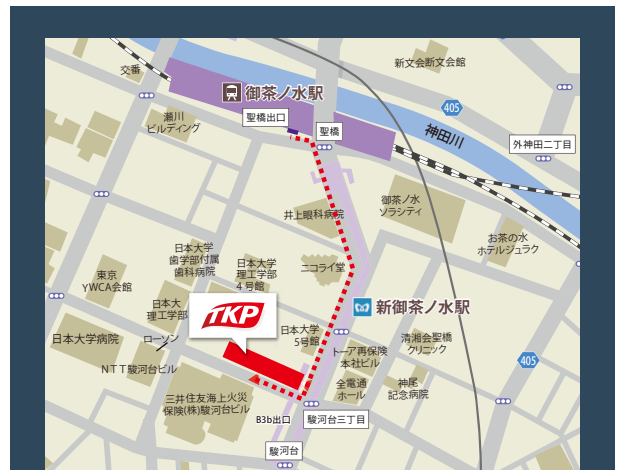 新文会断文会館
交番
御茶ノ水駅
405
聖橋出口
瀬川
ビルディング
聖橋
神田川
外神田二丁目
井上眼科病院
御茶ノ水
ソラシティ
お茶の水
ホテルジュラク
日本大学
歯学部付属
歯科病院
日本大学
理工学部
4号館
ニコライ堂
東京
YWCA会館
日本大
理工学部
TKP
新御茶ノ水駅
日本大学病院
ローソン
日本大学
5号館
トーア再保険
本社ビル
清湘会聖橋
クリニック
405
NTT駿河台ビル
三井住友海上火災
保険(株)駿河台ビル
全電通
ホール
神尾
記念病院
B3b出口
駿河台三丁目
駿河台